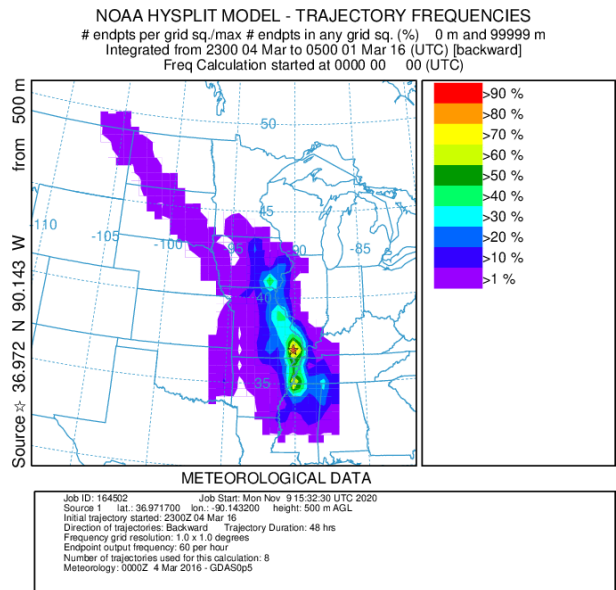 NOAA HYSPLIT MODEL - TRAJECTORY FREQUENCIES
# endpts per grid sq./max # endpts in any grid sq. (%) 0 m and 99999 m
Integrated from 2300 04 Mar to 0500 01 Mar 16 (UTC) [backward]
Freq Calculation started at 0000 00 00 (UTC)
Source ☆ 36.972 N 90.143 W from 500 m
50
45
-110
-105
-100
-95
-90
-85
40
35
>90 %
>80 %
>70 %
>60 %
>50 %
>40 %
>30 %
>20 %
>10 %
>1 %
METEOROLOGICAL DATA
Job ID: 164502 Job Start: Mon Nov 9 15:32:30 UTC 2020
Source 1 lat.: 36.971700 lon.: -90.143200 height: 500 m AGL
Initial trajectory started: 2300Z 04 Mar 16
Direction of trajectories: Backward Trajectory Duration: 48 hrs
Frequency grid resolution: 1.0 x 1.0 degrees
Endpoint output frequency: 60 per hour
Number of trajectories used for this calculation: 8
Meteorology: 0000Z 4 Mar 2016 - GDAS0p5